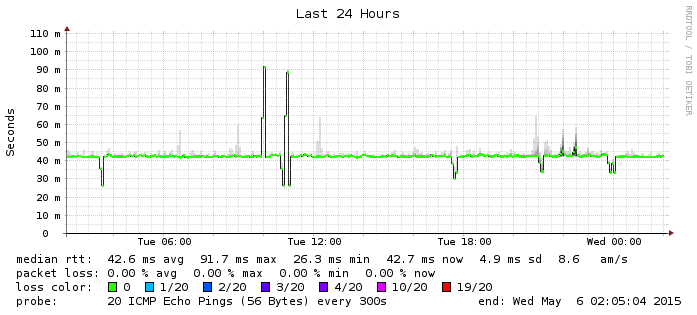 Last 24 Hours
RRDTOOL / TOBI OETIKER
110 m
100 m
90 m
80 m
70 m
60 m
50 m
40 m
30 m
20 m
10 m
0
Seconds
Tue 06:00 Tue 12:00 Tue 18:00 Wed 00:00
median rtt: 42.6 ms avg 91.7 ms max 26.3 ms min 42.7 ms now 4.9 ms sd 8.6 am/s
packet loss: 0.00 % avg 0.00 % max 0.00 % min 0.00 % now
loss color: 0 1/20 2/20 3/20 4/20 10/20 19/20
probe: 20 ICMP Echo Pings (56 Bytes) every 300s end: Wed May 6 02:05:04 2015